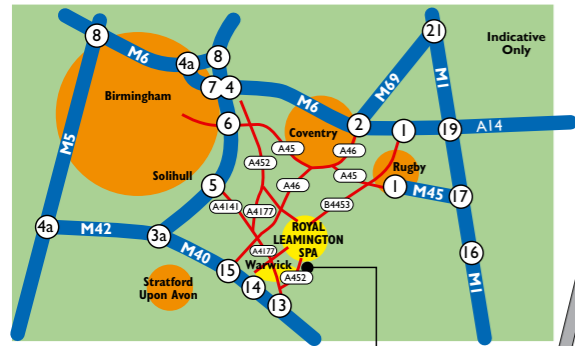 8
M6
4a
8
21
Indicative
Only
7
4
Birmingham
M69
M1
M6
6
Coventry
2
1
19
A14
A45
A46
A452
M5
Solihull
A46
A45
Rugby
5
1
M45
17
A4141
A4177
B4453
4a
M42
3a
ROYAL
LEAMINGTON
SPA
M40
A4177
16
15
Warwick
A452
M1
Stratford
Upon Avon
14
13